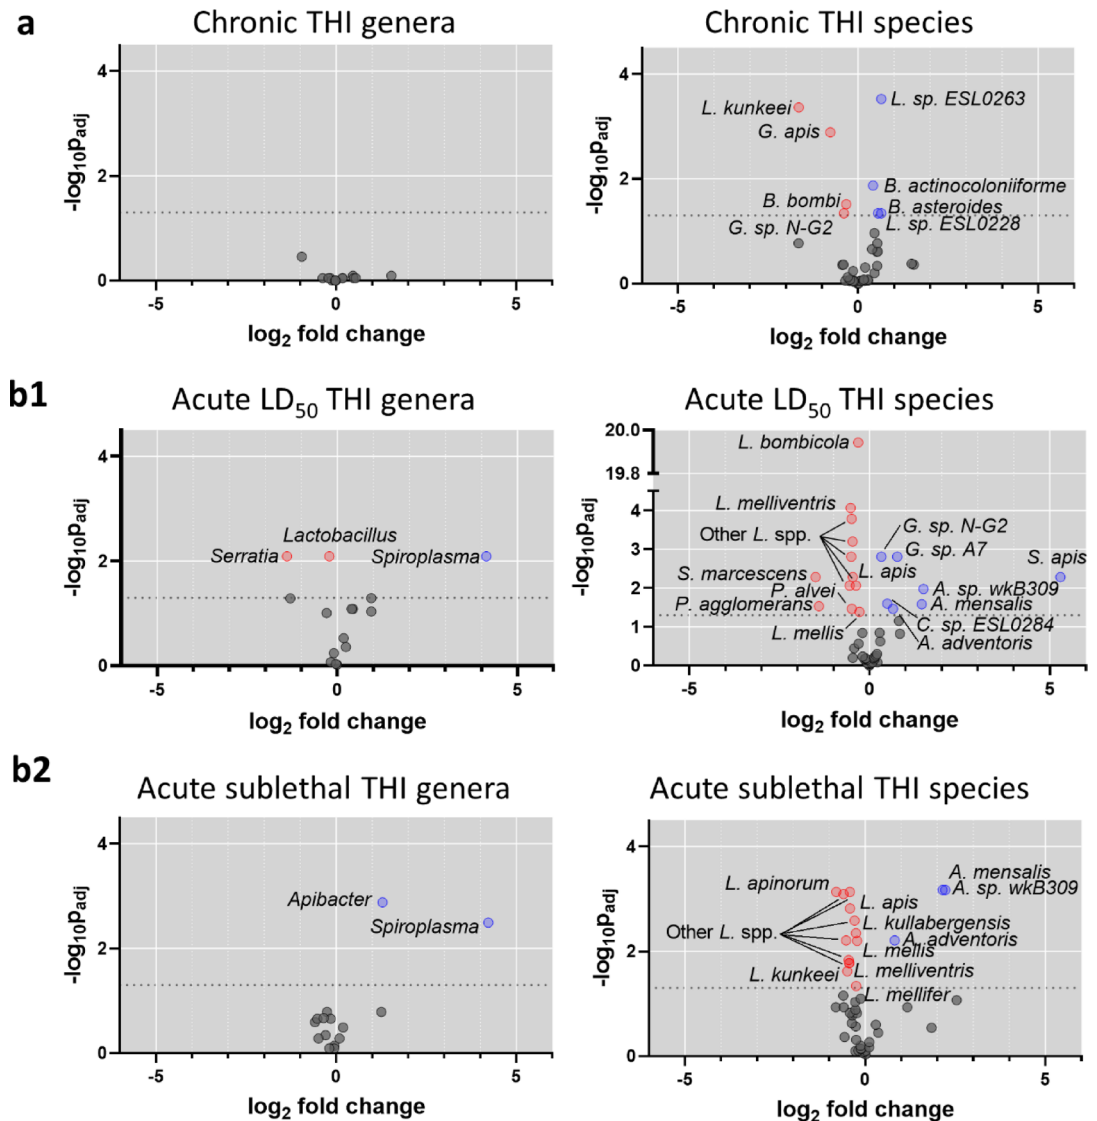 a
Chronic THI genera
4
2
0
-log10padj
-5
0
5
log2 fold change
Chronic THI species
4
2
0
-log10padj
L. sp. ESL0263
L. kunkeei
G. apis
B. actinocoloniiforme
B. bombi
B. asteroides
G. sp. N-G2
L. sp. ESL0228
-5
0
5
log2 fold change
b1
Acute LD50 THI genera
4
2
0
-log10padj
Lactobacillus
Serratia
Spiroplasma
-5
0
5
log2 fold change
Acute LD50 THI species
20.0
19.8
4
3
2
1
0
-log10padj
L. bombicola
L. melliventris
Other L. spp.
G. sp. N-G2
G. sp. A7
S. apis
S. marcescens
L. apis
P. alvei
A. sp. wkB309
P. agglomerans
A. mensalis
L. mellis
C. sp. ESL0284
A. adventoris
-5
0
5
log2 fold change
b2
Acute sublethal THI genera
4
2
0
-log10padj
Apibacter
Spiroplasma
-5
0
5
log2 fold change
Acute sublethal THI species
4
2
0
-log10padj
A. mensalis
L. apinorum
A. sp. wkB309
L. apis
L. kullabergensis
Other L. spp.
A. adventoris
L. mellis
L. kunkeei
L. melliventris
L. mellifer
-5
0
5
log2 fold change